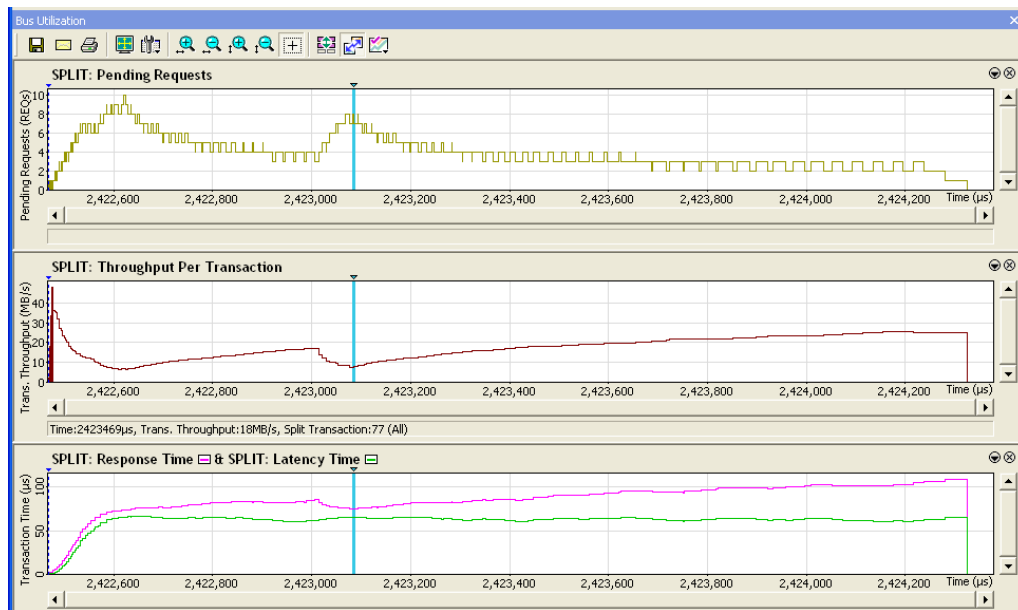 Bus Utilization
SPLIT: Pending Requests
Pending Requests (REQs)
10
8
6
4
2
0
2,422,600 2,422,800 2,423,000 2,423,200 2,423,400 2,423,600 2,423,800 2,424,000 2,424,200 Time (µs)
SPLIT: Throughput Per Transaction
Trans. Throughput (MB/s)
40
30
20
10
0
2,422,600 2,422,800 2,423,000 2,423,200 2,423,400 2,423,600 2,423,800 2,424,000 2,424,200 Time (µs)
Time:2423469µs, Trans. Throughput:18MB/s, Split Transaction:77 (All)
SPLIT: Response Time & SPLIT: Latency Time
Transaction Time (µs)
100
50
0
2,422,600 2,422,800 2,423,000 2,423,200 2,423,400 2,423,600 2,423,800 2,424,000 2,424,200 Time (µs)